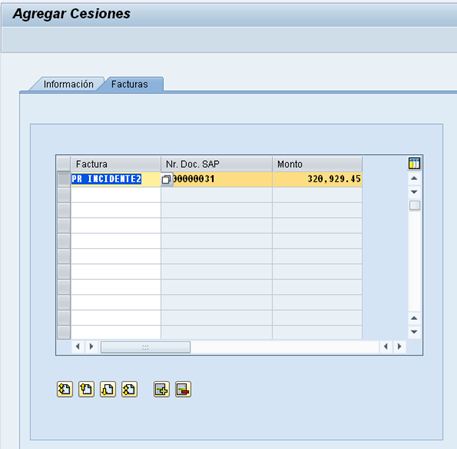 Agregar Cesiones
Información Facturas
Factura Nr. Doc. SAP Monto
PR INCIDENTE2 00000031 320,929.45